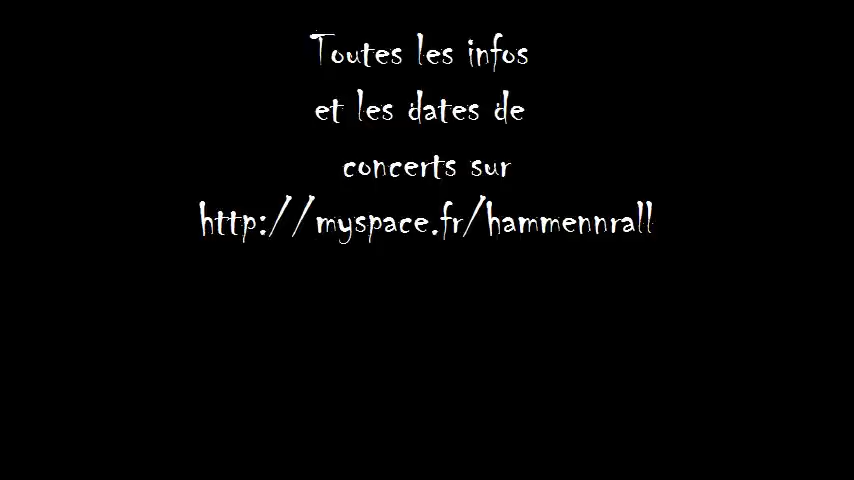 Toutes les infos
et les dates de
concerts sur
http://myspace.fr/hammennrall